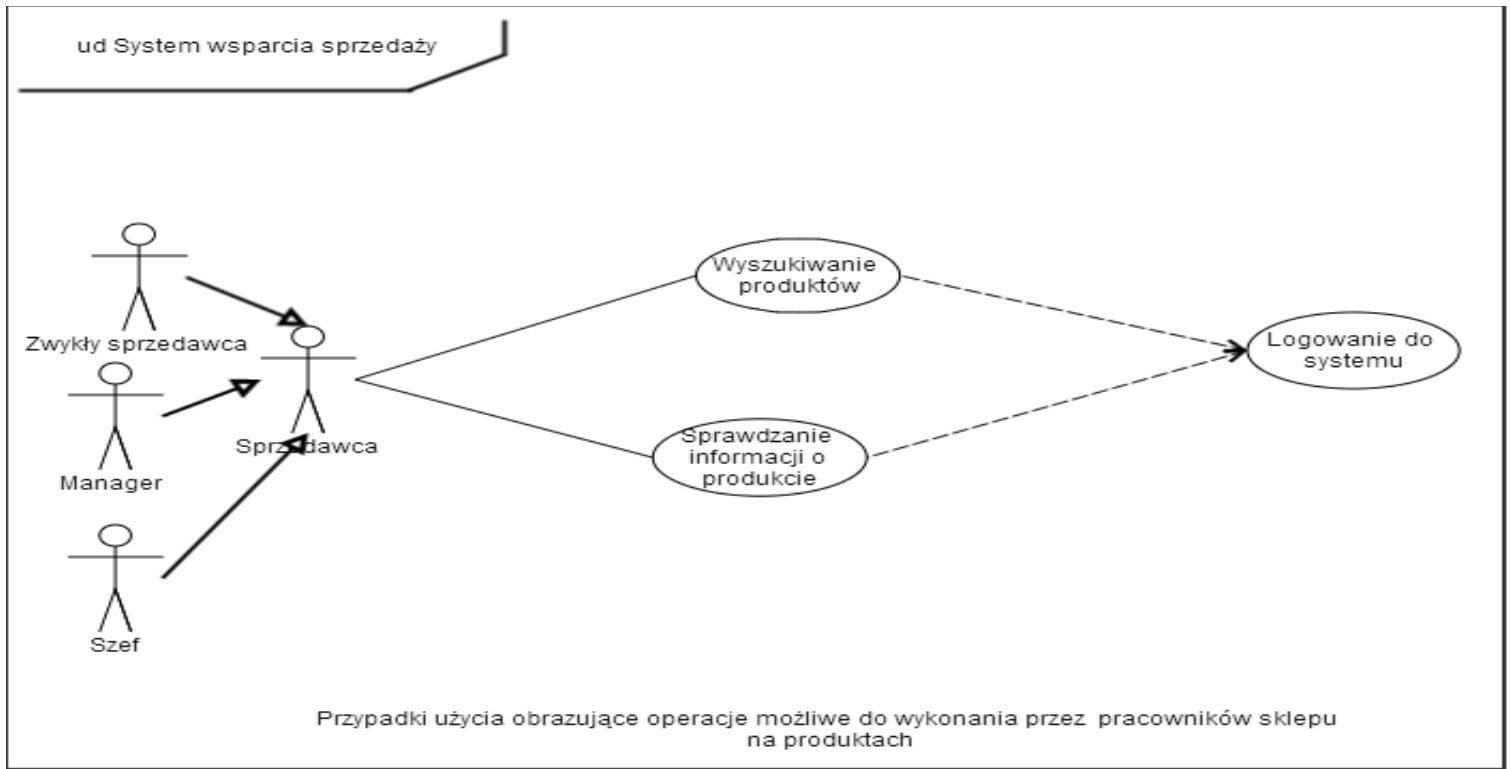 ud System wsparcia sprzedaży
Wyszukiwanie
produktów
Logowanie do
systemu
Zwykły sprzedawca
Sprzedawca
Sprawdzanie
informacji o
produkcie
Manager
Szef
Przypadki użycia obrazujące operacje możliwe do wykonania przez pracowników sklepu
na produktach